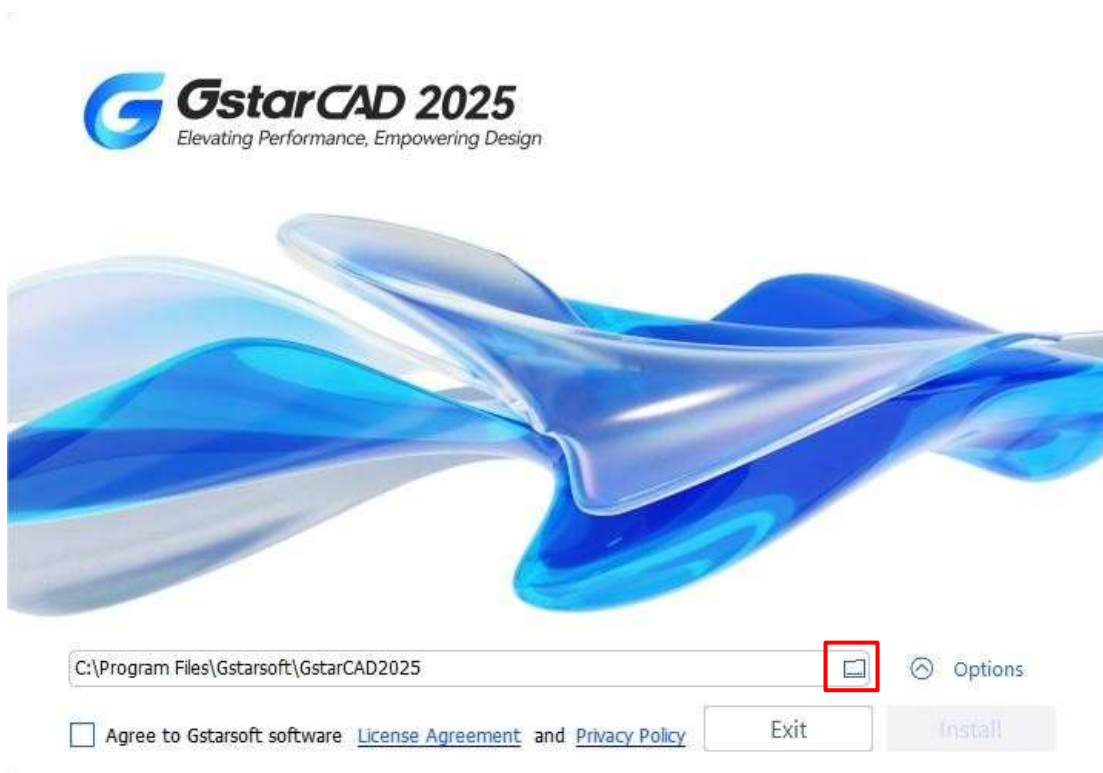 GstarCAD 2025
Elevating Performance, Empowering Design
C:\Program Files\Gstarsoft\GstarCAD2025
Options
Agree to Gstarsoft software License Agreement and Privacy Policy
Exit
Install